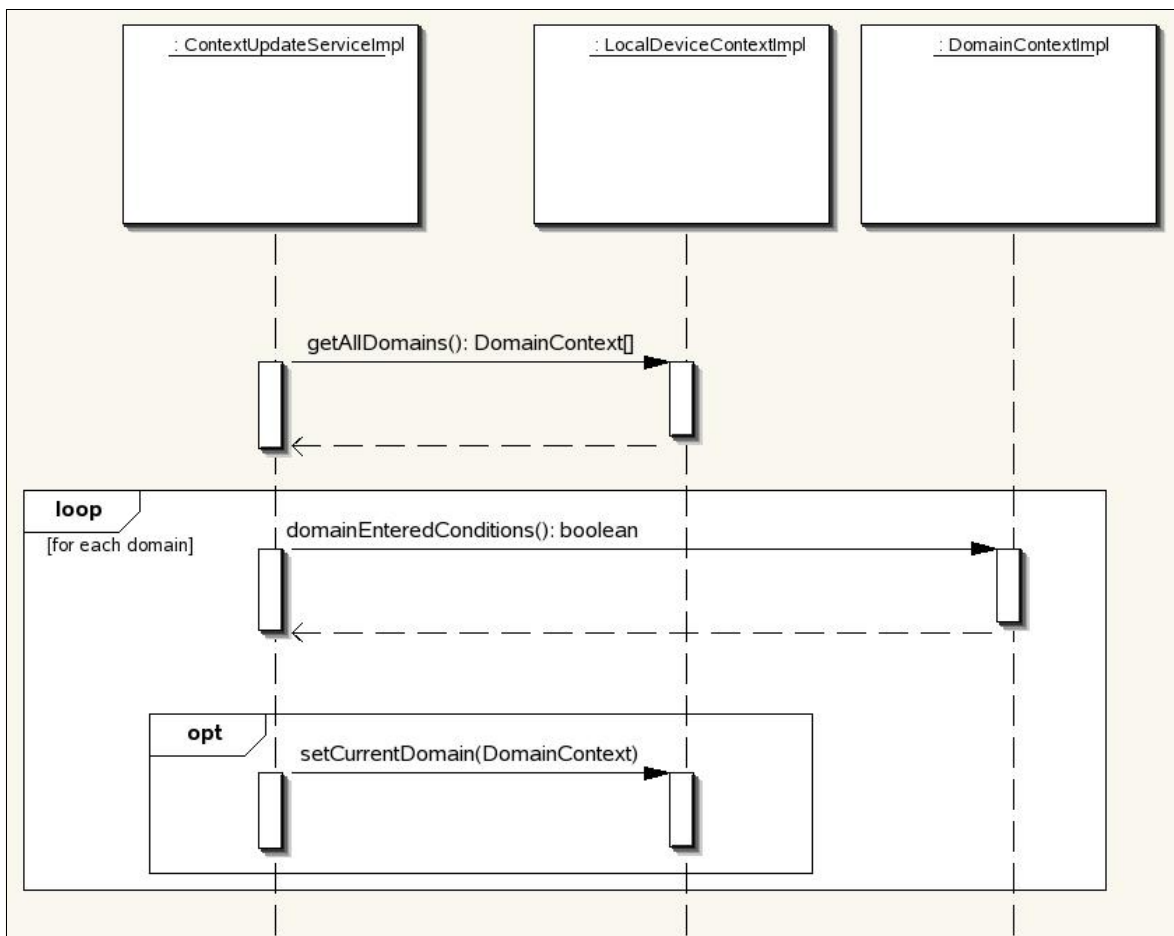 : ContextUpdateServiceImpl
: LocalDeviceContextImpl
: DomainContextImpl
getAllDomains(): DomainContext[]
loop
[for each domain]
domainEnteredConditions(): boolean
opt
setCurrentDomain(DomainContext)